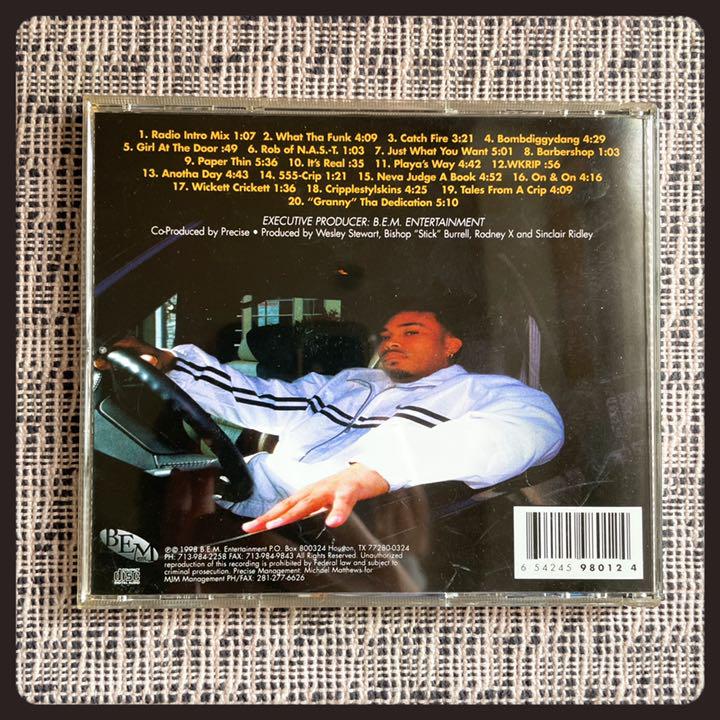 1. Radio Intro Mix 1:07 2. What Tha Funk 4:09 3. Catch Fire 3:21 4. Bombdiggydang 4:29
5. Girl At The Door :49 6. Rob of N.A.S.-T. 1:03 7. Just What You Want 5:01 8. Barbershop 1:03
9. Paper Thin 5:36 10. It's Real :35 11. Playa's Way 4:42 12.WKRIP :56
13. Anotha Day 4:43 14. 555-Crip 1:21 15. Neva Judge A Book 4:52 16. On & On 4:16
17. Wickett Crickett 1:36 18. Cripplestylskins 4:25 19. Tales From A Crip 4:09
20. "Granny" Tha Dedication 5:10
EXECUTIVE PRODUCER: B.E.M. ENTERTAINMENT
Co-Produced by Precise • Produced by Wesley Stewart, Bishop "Stick" Burrell, Rodney X and Sinclair Ridley
B.E.M
COMPACT disc DIGITAL AUDIO
℗© 1998 B.E.M. Entertainment P.O. Box 800324 Houston, TX 77280-0324
PH: 713-984-2258 FAX: 713-984-9843 All Rights Reserved. Unauthorized
reproduction of this recording is prohibited by Federal law and subject to
criminal prosecution. Precise Management: Michael Matthews for
MJM Management PH/FAX: 281-277-6626
6 54245 98012 4